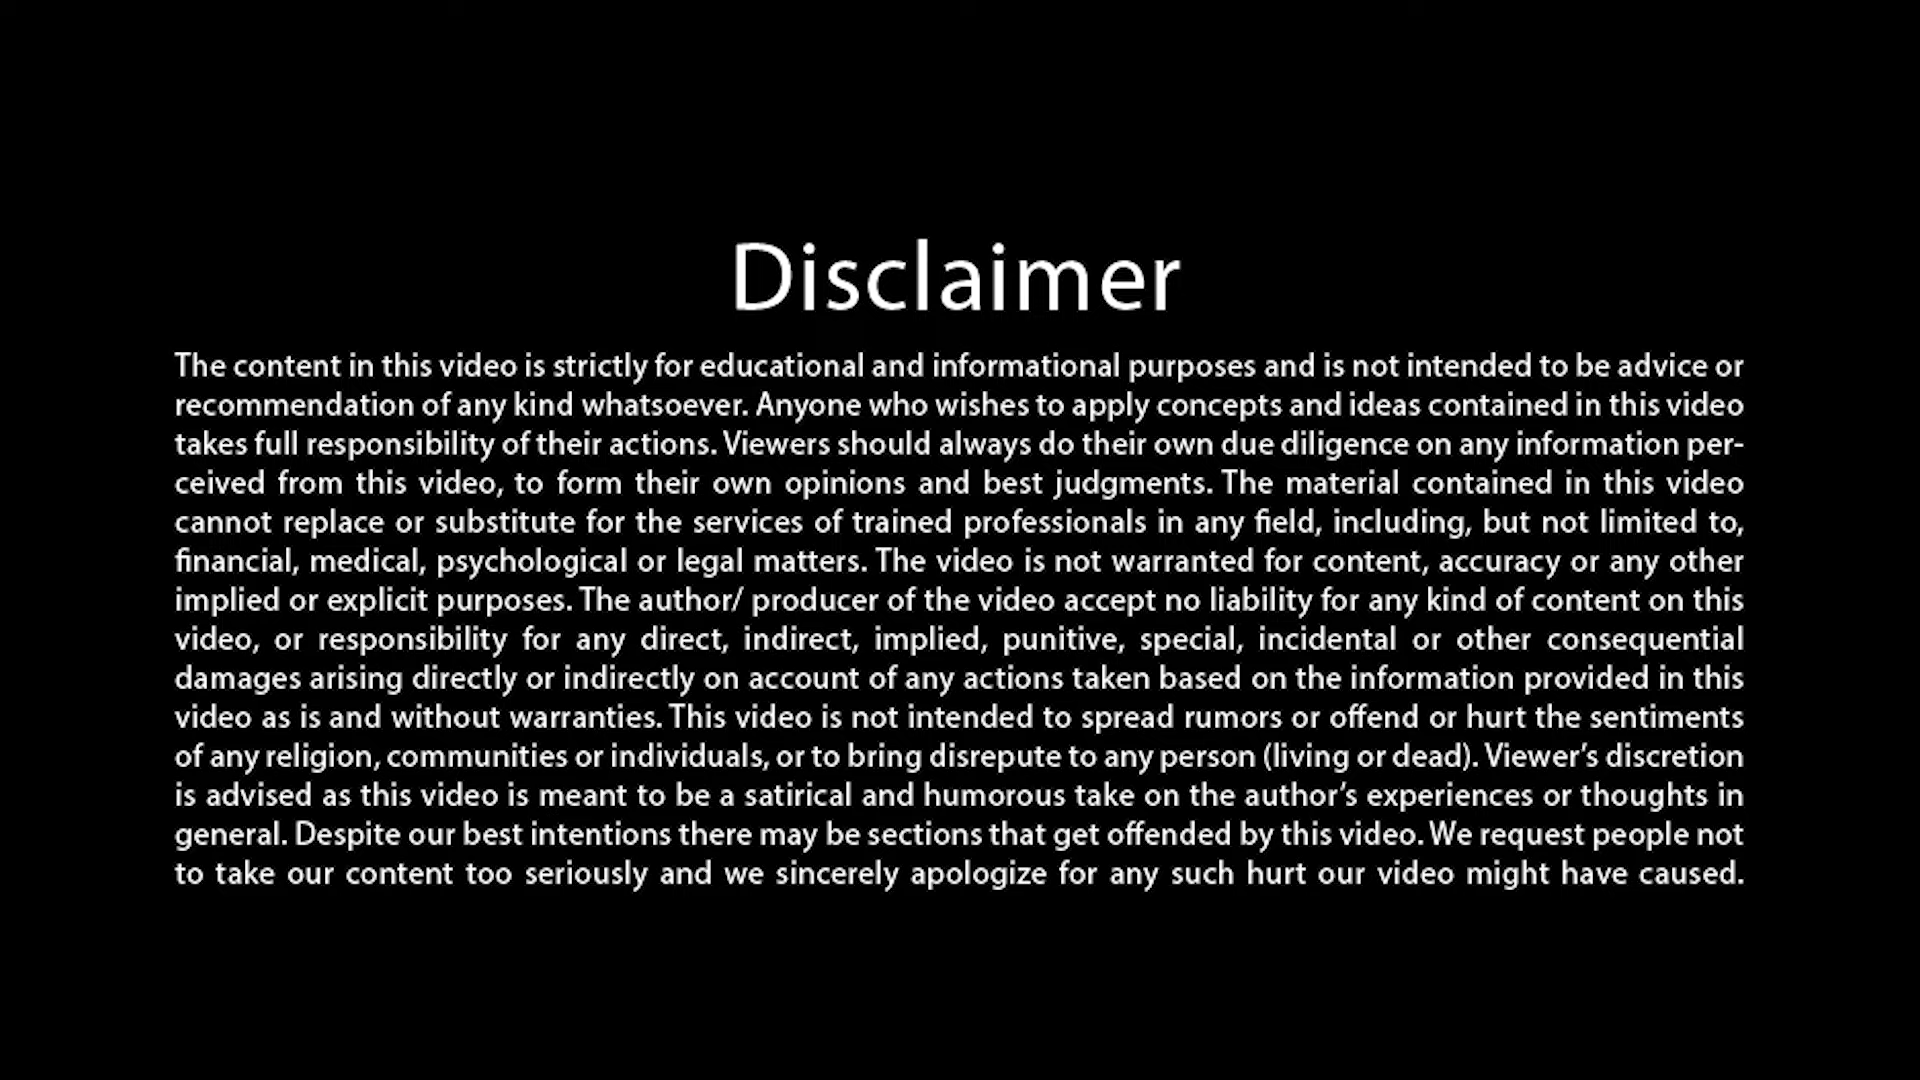 Disclaimer
The content in this video is strictly for educational and informational purposes and is not intended to be advice or
recommendation of any kind whatsoever. Anyone who wishes to apply concepts and ideas contained in this video
takes full responsibility of their actions. Viewers should always do their own due diligence on any information per-
ceived from this video, to form their own opinions and best judgments. The material contained in this video
cannot replace or substitute for the services of trained professionals in any field, including, but not limited to,
financial, medical, psychological or legal matters. The video is not warranted for content, accuracy or any other
implied or explicit purposes. The author/ producer of the video accept no liability for any kind of content on this
video, or responsibility for any direct, indirect, implied, punitive, special, incidental or other consequential
damages arising directly or indirectly on account of any actions taken based on the information provided in this
video as is and without warranties. This video is not intended to spread rumors or offend or hurt the sentiments
of any religion, communities or individuals, or to bring disrepute to any person (living or dead). Viewer’s discretion
is advised as this video is meant to be a satirical and humorous take on the author’s experiences or thoughts in
general. Despite our best intentions there may be sections that get offended by this video. We request people not
to take our content too seriously and we sincerely apologize for any such hurt our video might have caused.